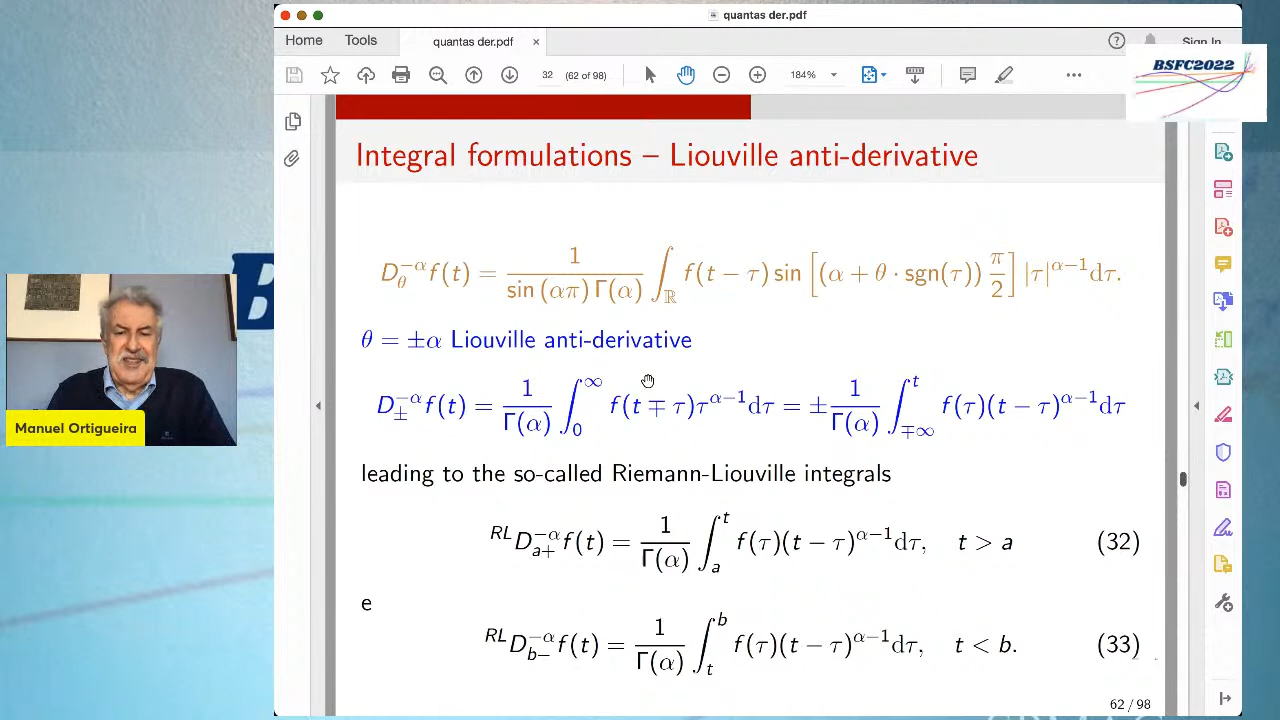 quantas der.pdf
Home Tools quantas der.pdf × Sign In
BSFC2022
(62 of 98) 184%
Integral formulations – Liouville anti-derivative
D_θ^{−α} f(t) = 1/(sin (απ) Γ(α)) ∫_ℝ f(t − τ) sin [(α + θ · sgn(τ)) π/2] |τ|^{α−1} dτ.
θ = ±α Liouville anti-derivative
D_±^{−α} f(t) = 1/Γ(α) ∫_0^∞ f(t ∓ τ)τ^{α−1} dτ = ± 1/Γ(α) ∫_{∓∞}^t f(τ)(t − τ)^{α−1} dτ
leading to the so-called Riemann-Liouville integrals
^{RL}D_{a+}^{−α} f(t) = 1/Γ(α) ∫_a^t f(τ)(t − τ)^{α−1} dτ, t > a (32)
e
^{RL}D_{b−}^{−α} f(t) = 1/Γ(α) ∫_t^b f(τ)(t − τ)^{α−1} dτ, t < b. (33)
62 / 98
Manuel Ortigueira